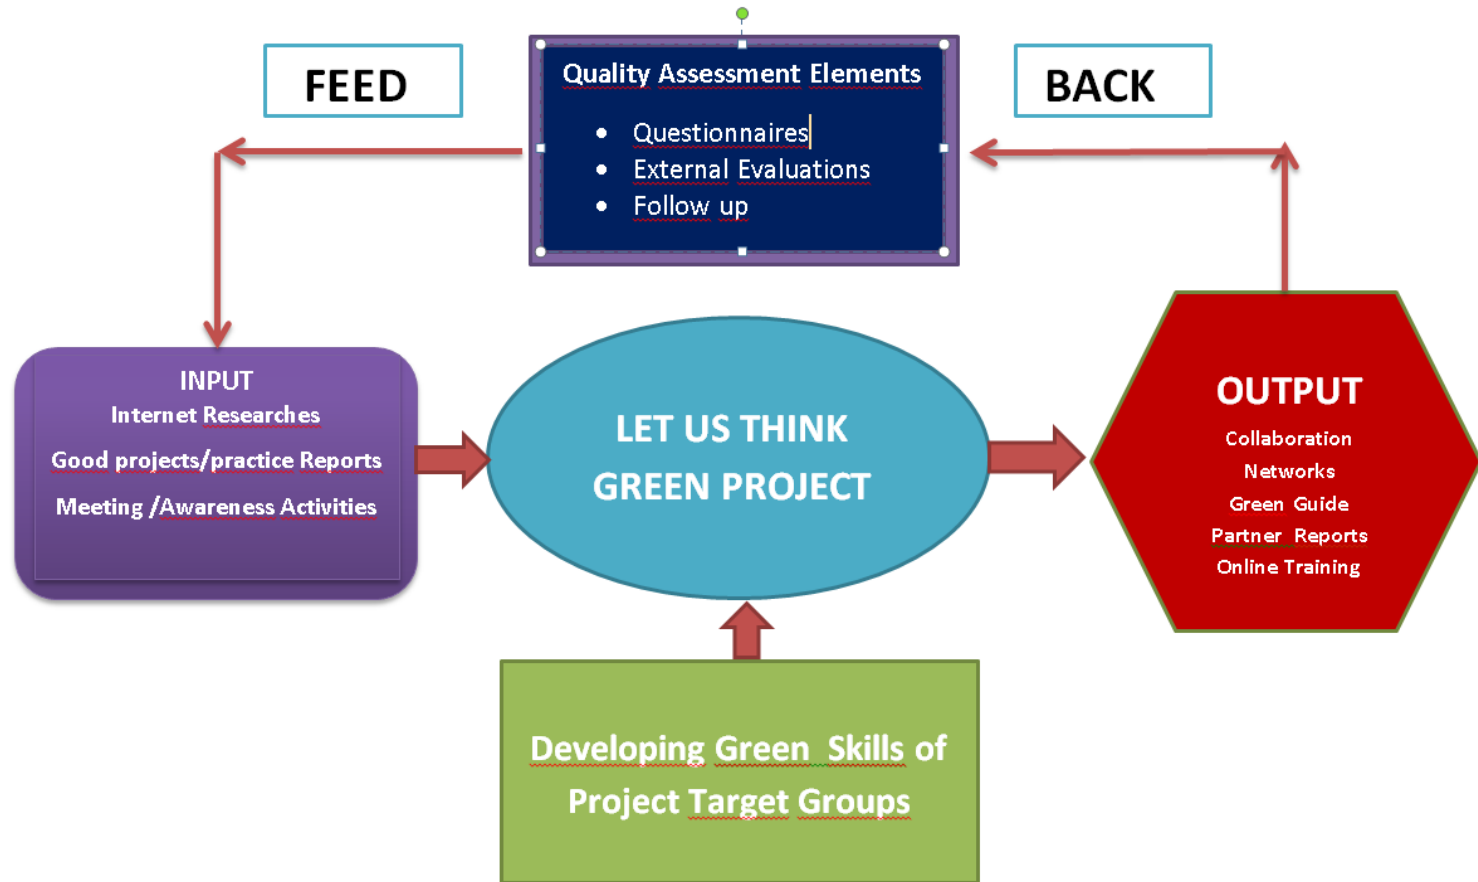 FEED
Quality Assessment Elements
BACK
• Questionnaires
• External Evaluations
• Follow up
INPUT
Internet Researches
Good projects/practice Reports
Meeting /Awareness Activities
LET US THINK
GREEN PROJECT
OUTPUT
Collaboration
Networks
Green Guide
Partner Reports
Online Training
Developing Green Skills of
Project Target Groups